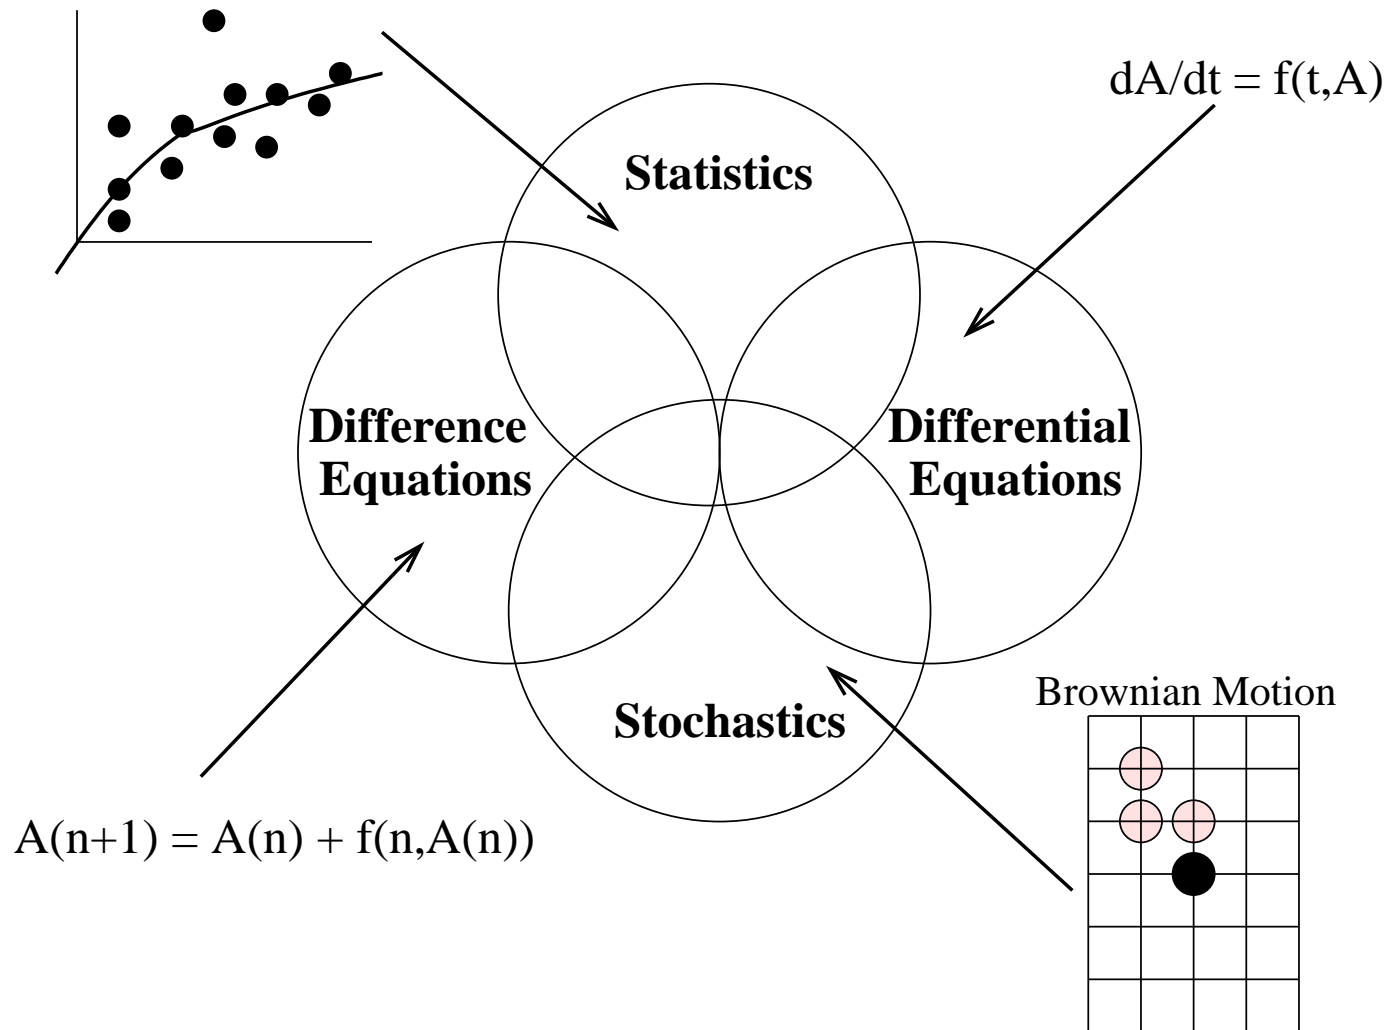 dA/dt = f(t,A)
Statistics
Difference
Equations
Differential
Equations
Stochastics
Brownian Motion
A(n+1) = A(n) + f(n,A(n))